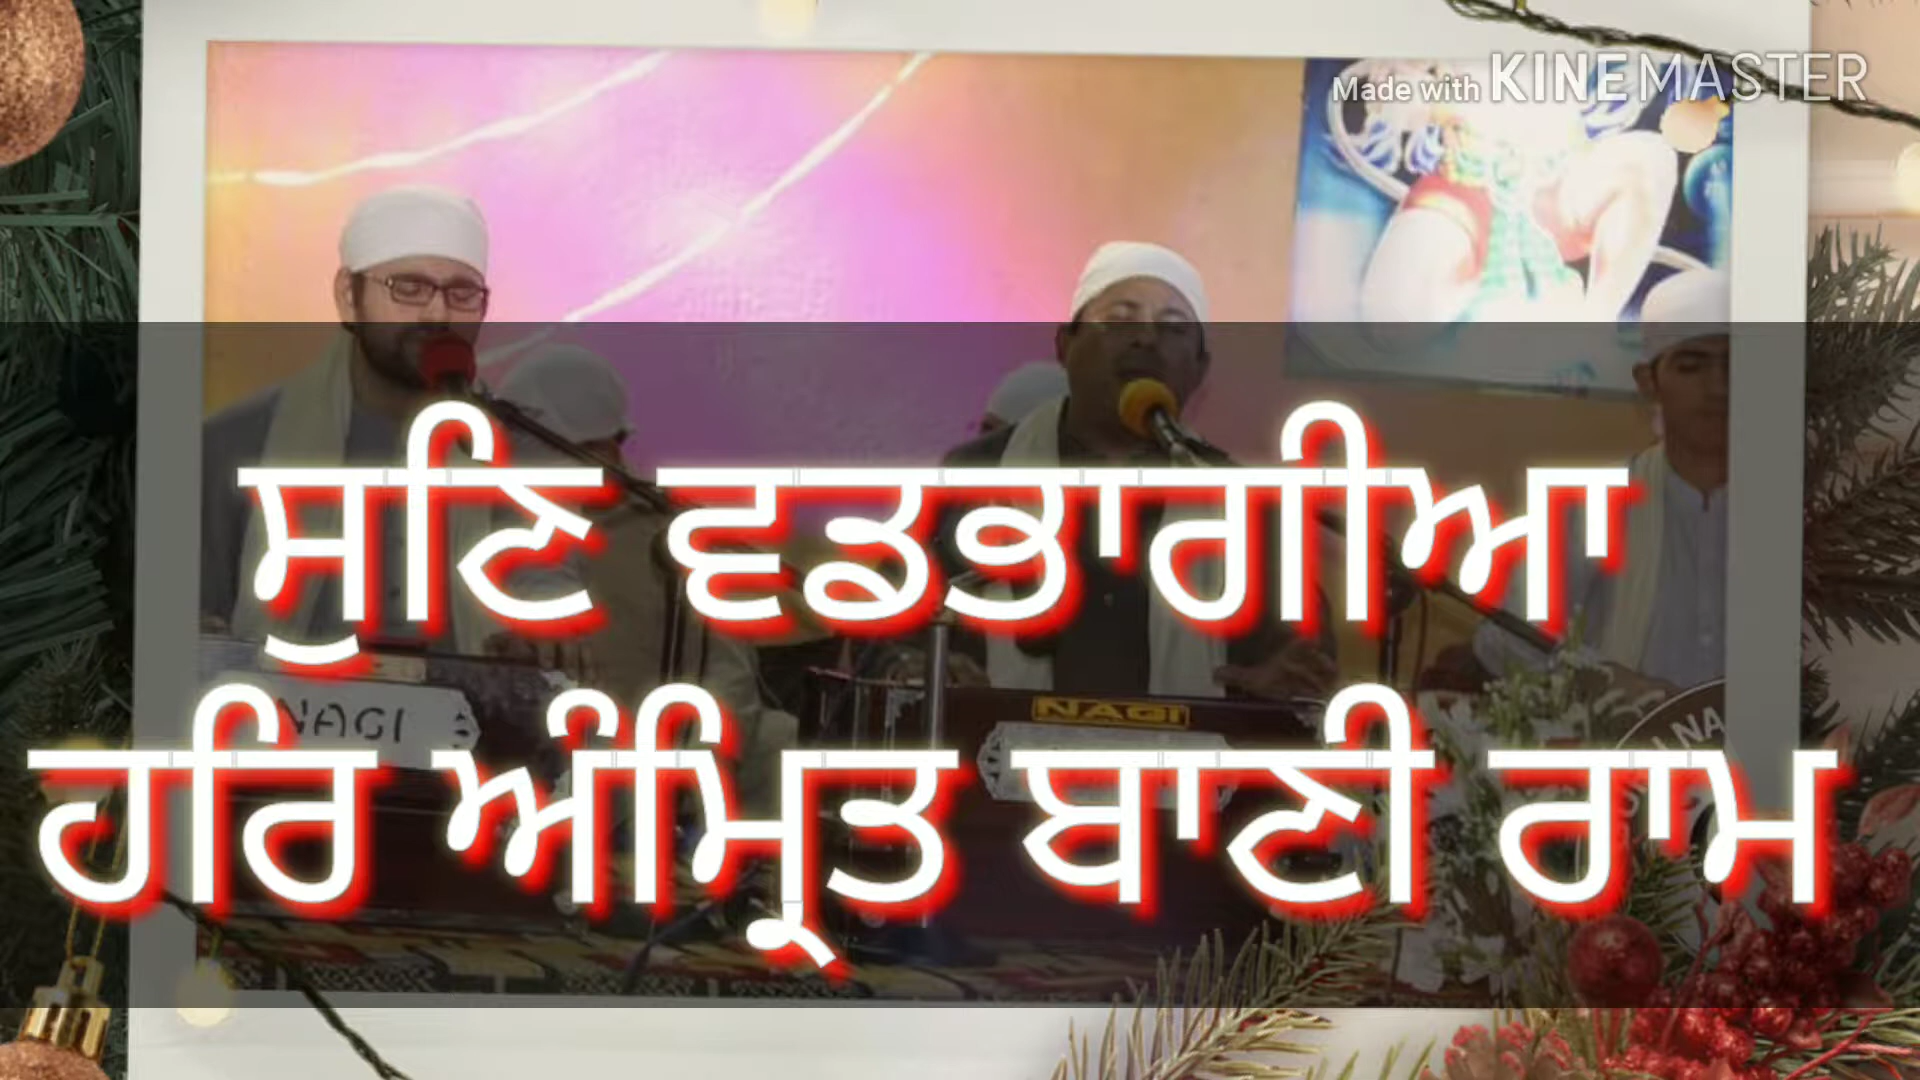 Made with KINEMASTER
ਸੁਣਿ ਵਡਭਾਗੀਆ
ਹਰਿ ਅੰਮ੍ਰਿਤ ਬਾਣੀ ਰਾਮ
NAGI
NAGI